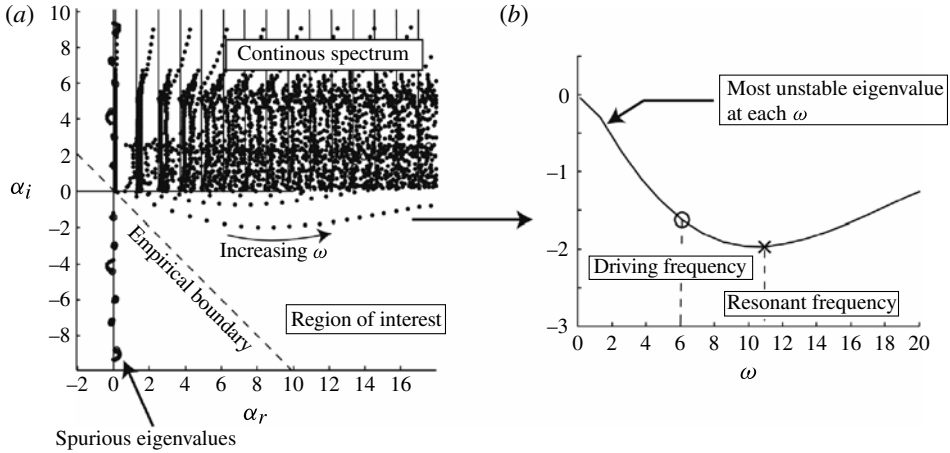 (a)
10
8
6
4
2
0
−2
−4
−6
−8
αi
−2
0
2
4
6
8
10
12
14
16
αr
Continous spectrum
Increasing ω
Empirical boundary
Region of interest
Spurious eigenvalues
(b)
0
−1
−2
−3
0
2
4
6
8
10
12
14
16
18
20
ω
Most unstable eigenvalue
at each ω
Driving frequency
Resonant frequency